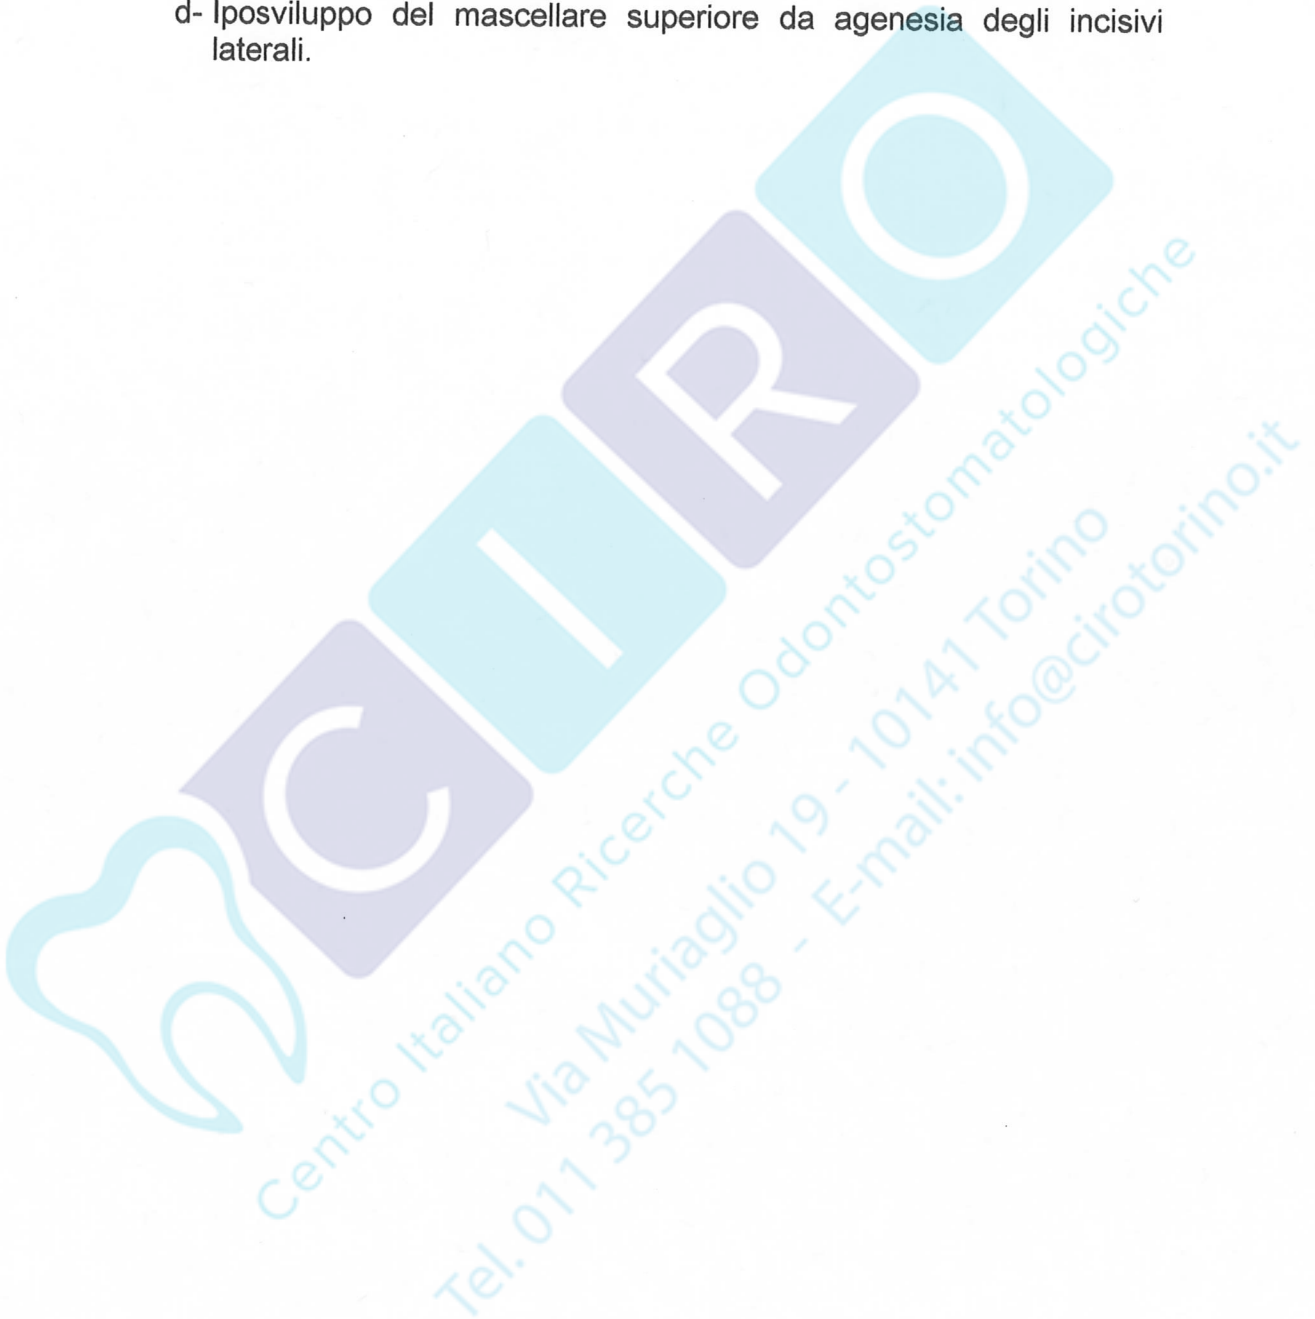 d- Iposviluppo del mascellare superiore da agenesia degli incisivi
laterali.
CIRO
Centro Italiano Ricerche Odontostomatologiche
Via Muriaglio 19 - 10141 Torino
Tel. 011 385 1088 - E-mail: info@cirotorino.it